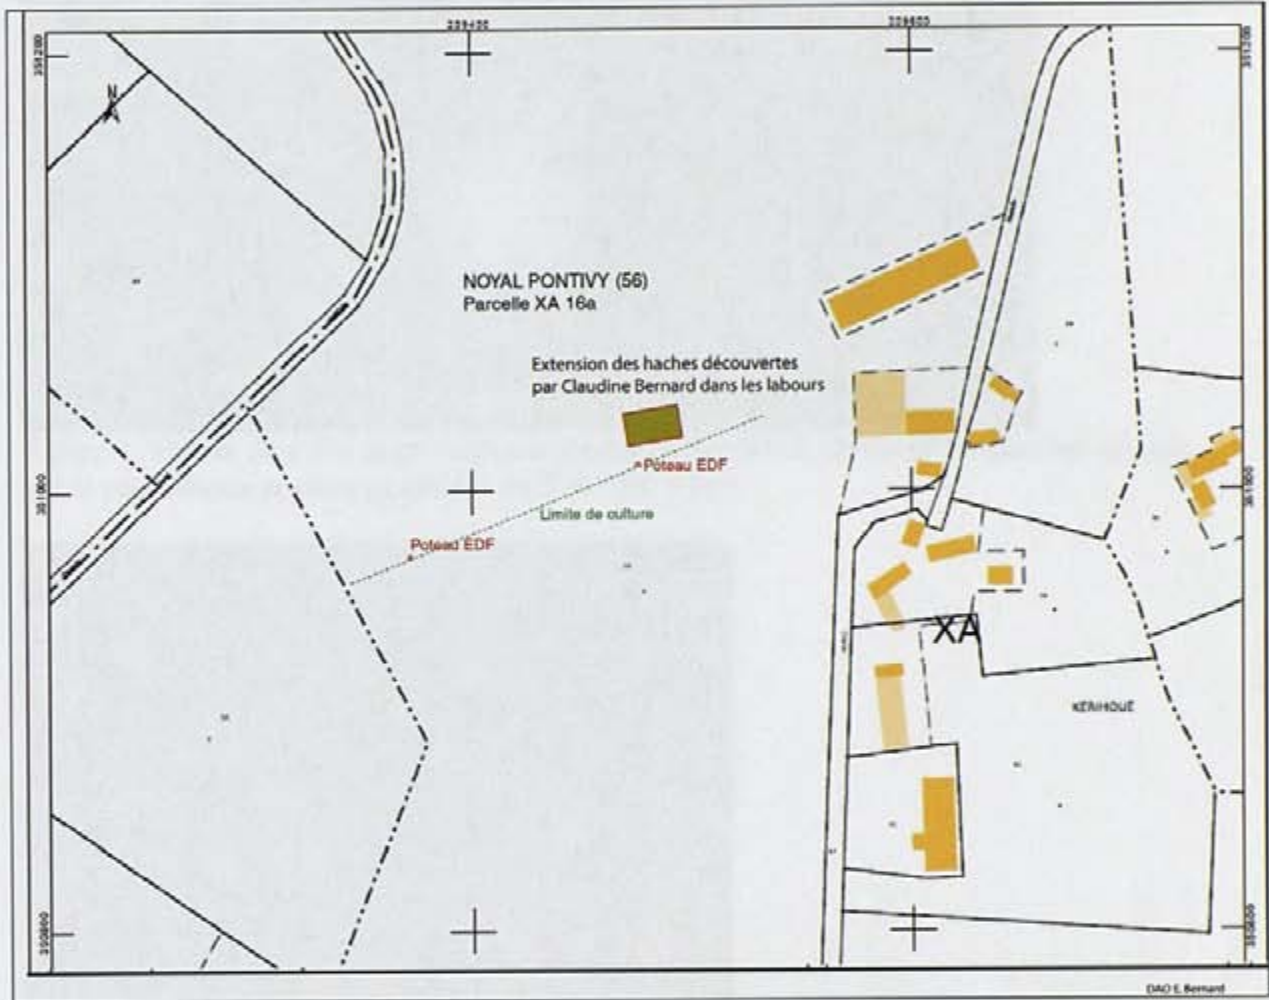 N
NOYAL PONTIVY (56)
Parcelle XA 16a
Extension des haches découvertes
par Claudine Bernard dans les labours
Poteau EDF
Limite de culture
Poteau EDF
XA
KERIHOUE
DAO E. Bernard